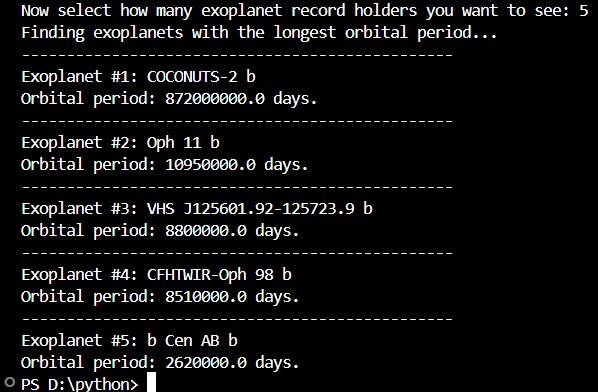 Now select how many exoplanet record holders you want to see: 5
Finding exoplanets with the longest orbital period...
------------------------------------------------
Exoplanet #1: COCONUTS-2 b
Orbital period: 872000000.0 days.
------------------------------------------------
Exoplanet #2: Oph 11 b
Orbital period: 10950000.0 days.
------------------------------------------------
Exoplanet #3: VHS J125601.92-125723.9 b
Orbital period: 8800000.0 days.
------------------------------------------------
Exoplanet #4: CFHTWIR-Oph 98 b
Orbital period: 8510000.0 days.
------------------------------------------------
Exoplanet #5: b Cen AB b
Orbital period: 2620000.0 days.
PS D:\python>